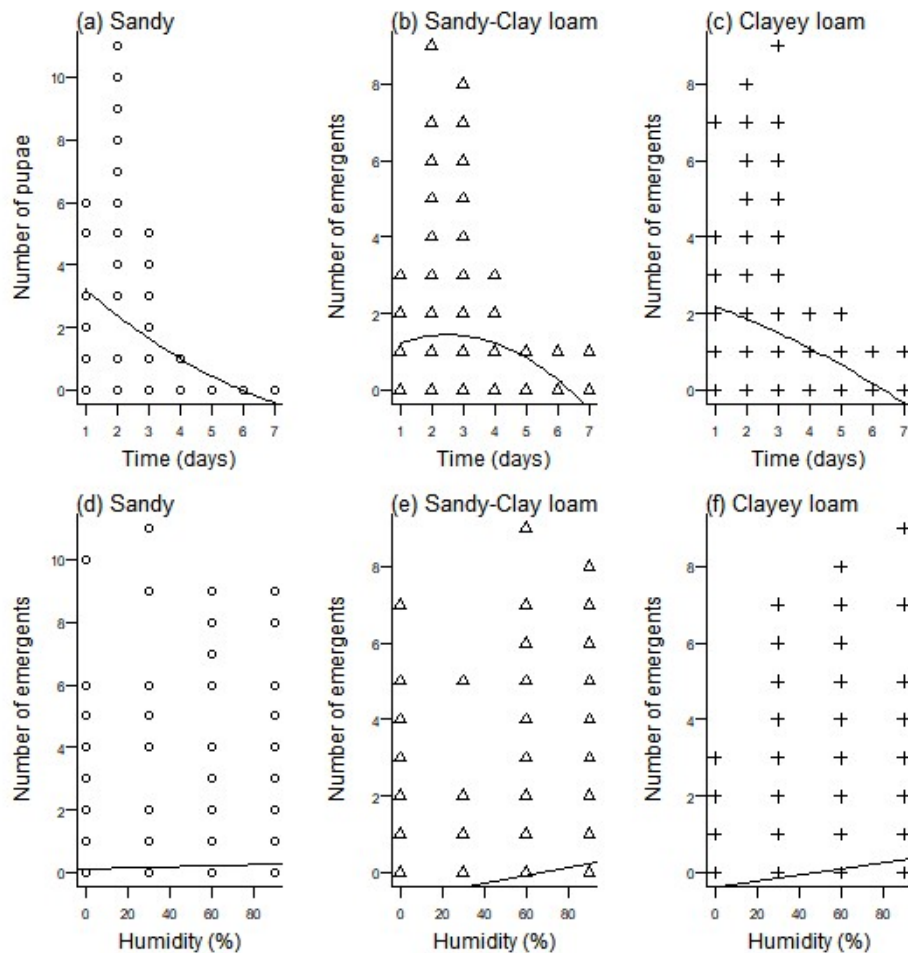 (a) Sandy
(b) Sandy-Clay loam
(c) Clayey loam
Number of pupae
10
8
6
4
2
0
1 2 3 4 5 6 7
Time (days)
Number of emergents
8
6
4
2
0
1 2 3 4 5 6 7
Time (days)
Number of emergents
8
6
4
2
0
1 2 3 4 5 6 7
Time (days)
(d) Sandy
(e) Sandy-Clay loam
(f) Clayey loam
Number of emergents
10
8
6
4
2
0
0 20 40 60 80
Humidity (%)
Number of emergents
8
6
4
2
0
0 20 40 60 80
Humidity (%)
Number of emergents
8
6
4
2
0
0 20 40 60 80
Humidity (%)